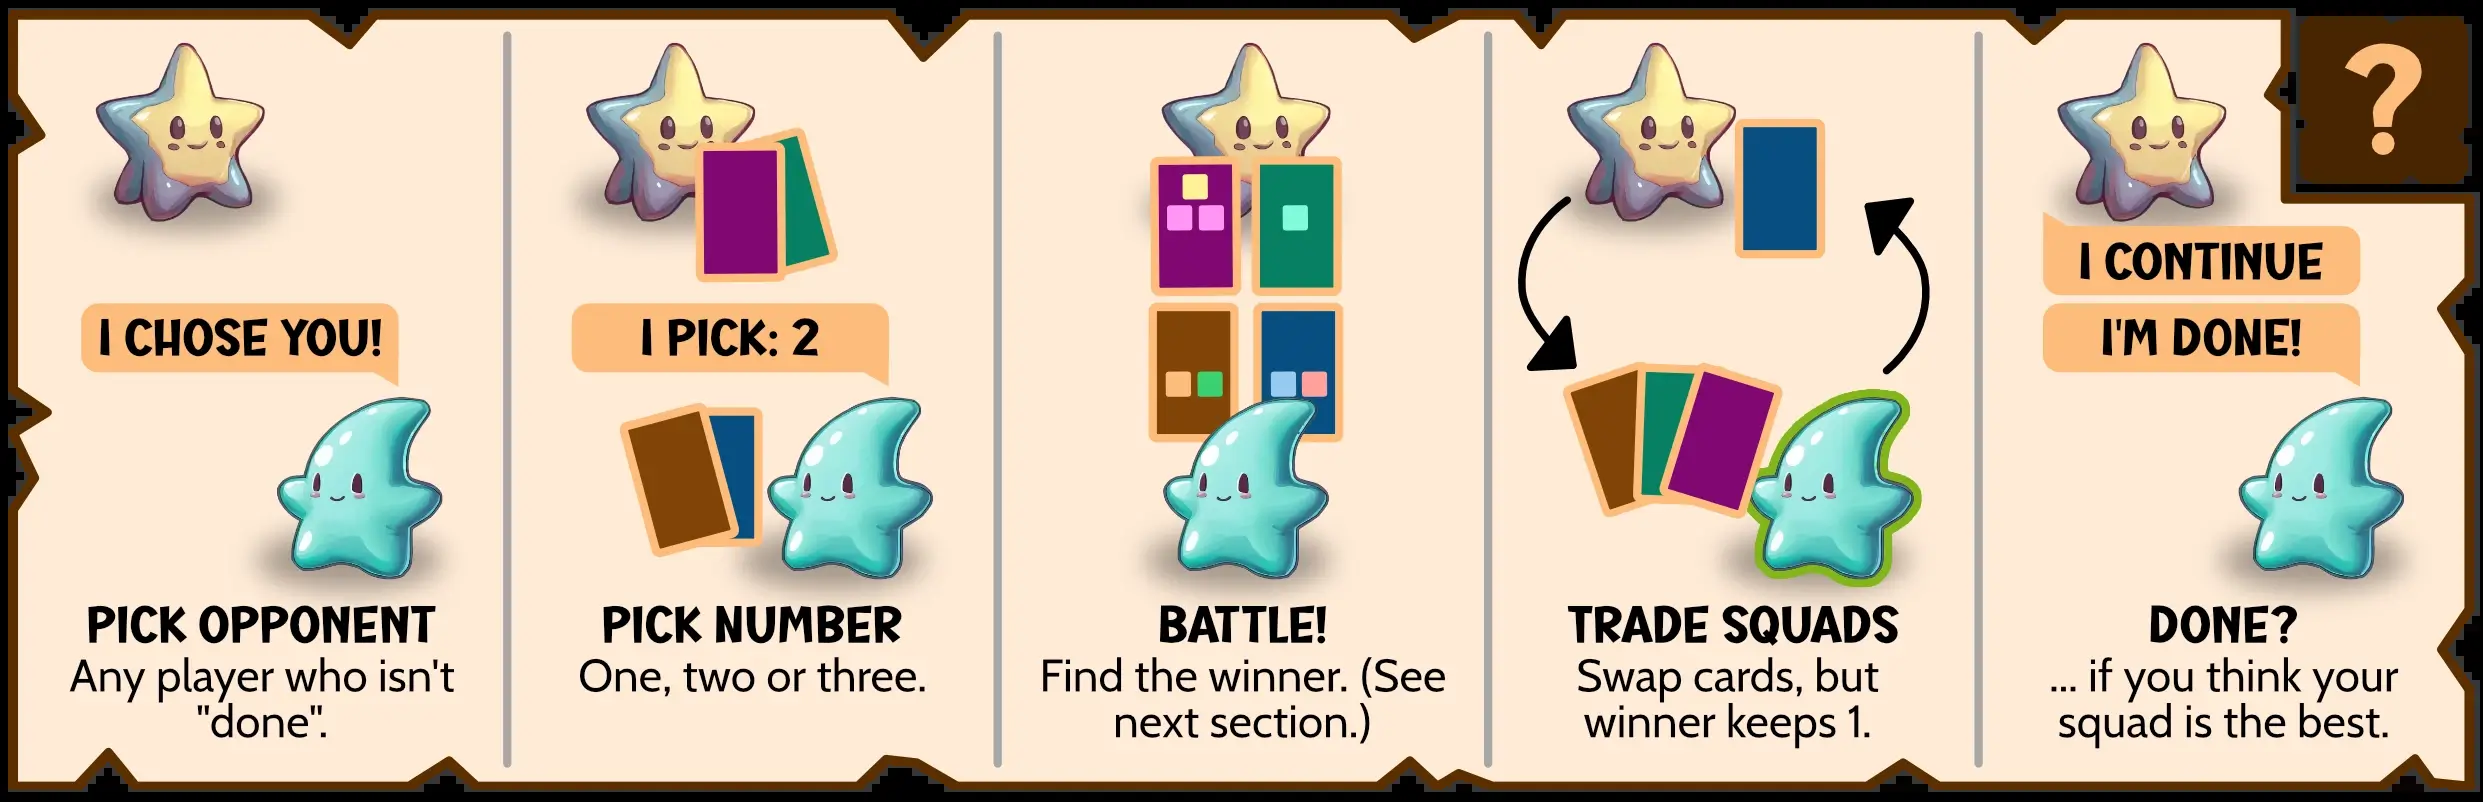 ?
I CHOSE YOU!
PICK OPPONENT
Any player who isn't
"done".
I PICK: 2
PICK NUMBER
One, two or three.
BATTLE!
Find the winner. (See
next section.)
TRADE SQUADS
Swap cards, but
winner keeps 1.
I CONTINUE
I'M DONE!
DONE?
... if you think your
squad is the best.